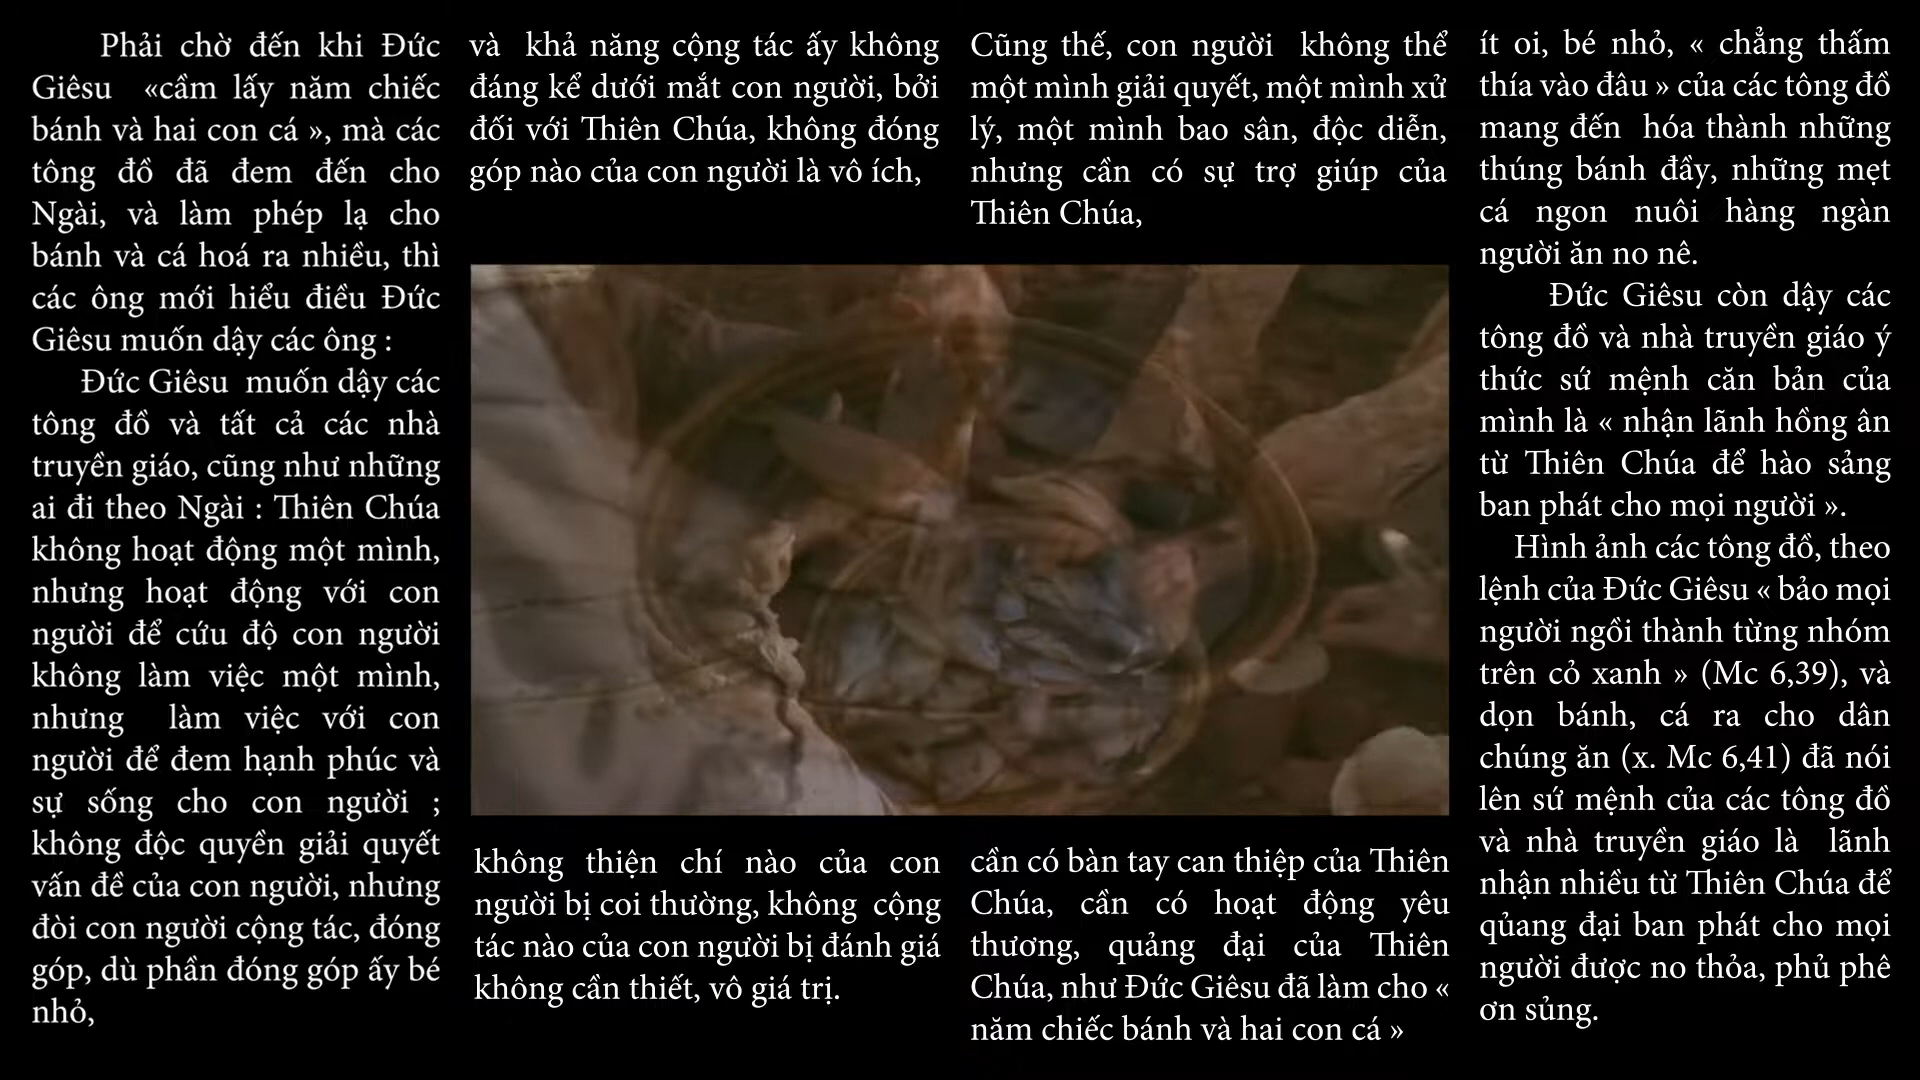 Phải chờ đến khi Đức
Giêsu «cầm lấy năm chiếc
bánh và hai con cá », mà các
tông đồ đã đem đến cho
Ngài, và làm phép lạ cho
bánh và cá hoá ra nhiều, thì
các ông mới hiểu điều Đức
Giêsu muốn dậy các ông :
Đức Giêsu muốn dậy các
tông đồ và tất cả các nhà
truyền giáo, cũng như những
ai đi theo Ngài : Thiên Chúa
không hoạt động một mình,
nhưng hoạt động với con
người để cứu độ con người
không làm việc một mình,
nhưng làm việc với con
người để đem hạnh phúc và
sự sống cho con người ;
không độc quyền giải quyết
vấn đề của con người, nhưng
đòi con người cộng tác, đóng
góp, dù phần đóng góp ấy bé
nhỏ,
và khả năng cộng tác ấy không
đáng kể dưới mắt con người, bởi
đối với Thiên Chúa, không đóng
góp nào của con người là vô ích,
không thiện chí nào của con
người bị coi thường, không cộng
tác nào của con người bị đánh giá
không cần thiết, vô giá trị.
Cũng thế, con người không thể
một mình giải quyết, một mình xử
lý, một mình bao sân, độc diễn,
nhưng cần có sự trợ giúp của
Thiên Chúa,
cần có bàn tay can thiệp của Thiên
Chúa, cần có hoạt động yêu
thương, quảng đại của Thiên
Chúa, như Đức Giêsu đã làm cho «
năm chiếc bánh và hai con cá »
ít oi, bé nhỏ, « chẳng thấm
thía vào đâu » của các tông đồ
mang đến hóa thành những
thúng bánh đầy, những mẹt
cá ngon nuôi hàng ngàn
người ăn no nê.
Đức Giêsu còn dậy các
tông đồ và nhà truyền giáo ý
thức sứ mệnh căn bản của
mình là « nhận lãnh hồng ân
từ Thiên Chúa để hào sảng
ban phát cho mọi người ».
Hình ảnh các tông đồ, theo
lệnh của Đức Giêsu « bảo mọi
người ngồi thành từng nhóm
trên cỏ xanh » (Mc 6,39), và
dọn bánh, cá ra cho dân
chúng ăn (x. Mc 6,41) đã nói
lên sứ mệnh của các tông đồ
và nhà truyền giáo là lãnh
nhận nhiều từ Thiên Chúa để
qủang đại ban phát cho mọi
người được no thỏa, phủ phê
ơn sủng.